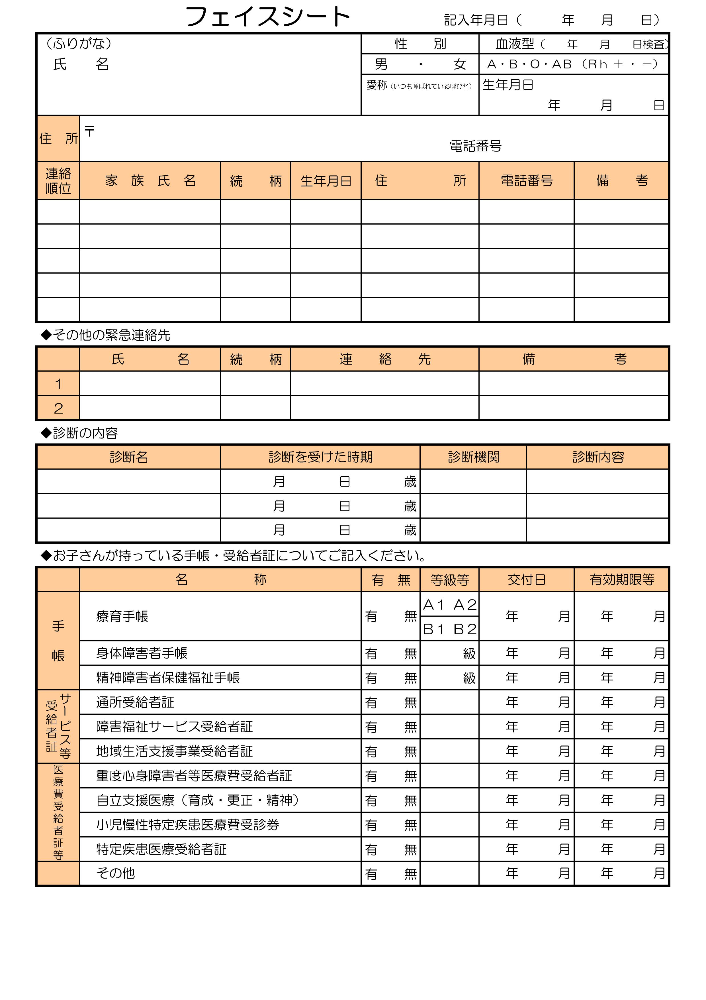 フェイスシート 記入年月日（　　年　　月　　日）
（ふりがな）
氏　名
性　別
血液型（　年　月　日検査）
男　・　女
A・B・O・AB （Rh ＋ ・ －）
愛称（いつも呼ばれている呼び名）
生年月日
年　月　日
住　所
〒
電話番号
連絡順位 家族氏名 続柄 生年月日 住所 電話番号 備考
◆その他の緊急連絡先
氏名 続柄 連絡先 備考
1
2
◆診断の内容
診断名 診断を受けた時期 診断機関 診断内容
月 日 歳
月 日 歳
月 日 歳
◆お子さんが持っている手帳・受給者証についてご記入ください。
名称 有無 等級等 交付日 有効期限等
手帳
療育手帳 有 無 A1 A2 B1 B2 年 月 年 月
身体障害者手帳 有 無 級 年 月 年 月
精神障害者保健福祉手帳 有 無 級 年 月 年 月
サービス等受給者証
通所受給者証 有 無 年 月 年 月
障害福祉サービス受給者証 有 無 年 月 年 月
地域生活支援事業受給者証 有 無 年 月 年 月
医療費受給者証等
重度心身障害者等医療費受給者証 有 無 年 月 年 月
自立支援医療（育成・更正・精神） 有 無 年 月 年 月
小児慢性特定疾患医療費受診券 有 無 年 月 年 月
特定疾患医療受給者証 有 無 年 月 年 月
その他 有 無 年 月 年 月